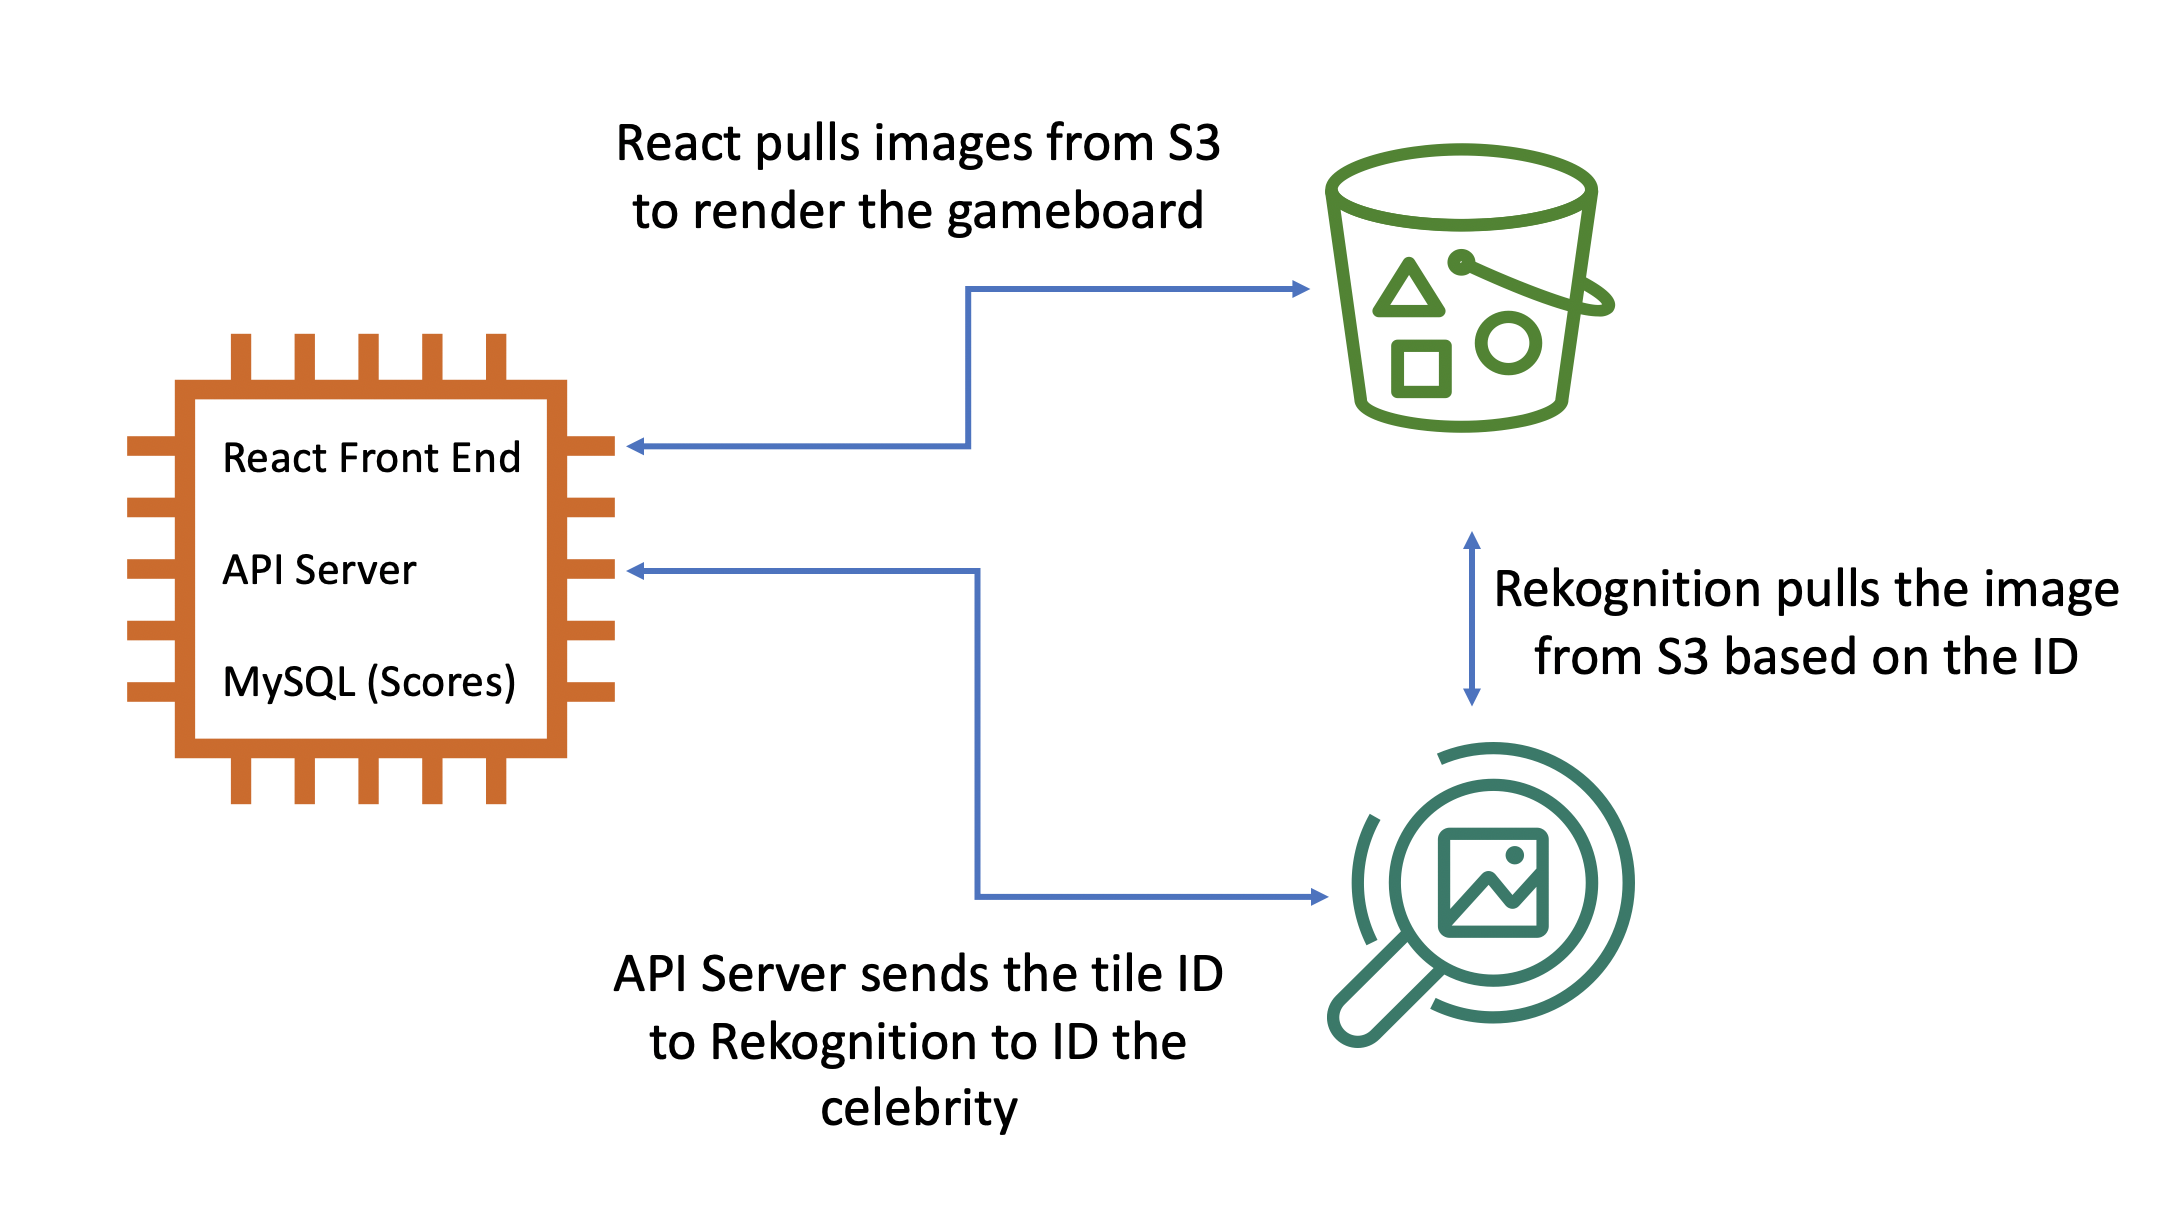 React pulls images from S3
to render the gameboard
React Front End
API Server
MySQL (Scores)
Rekognition pulls the image
from S3 based on the ID
API Server sends the tile ID
to Rekognition to ID the
celebrity